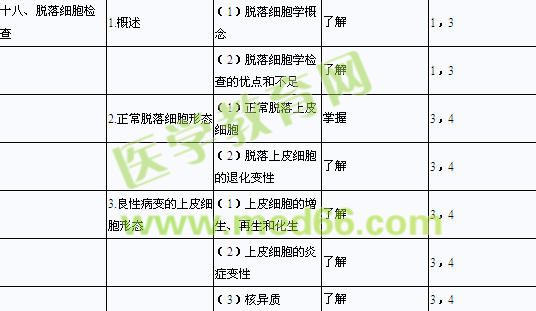 十八、脱落细胞检查 1.概述 （1）脱落细胞学概念 了解 1，3
（2）脱落细胞学检查的优点和不足 了解 1，3
2.正常脱落细胞形态 （1）正常脱落上皮细胞 掌握 3，4
（2）脱落上皮细胞的退化变性 了解 3，4
3.良性病变的上皮细胞形态 （1）上皮细胞的增生、再生和化生 了解 3，4
（2）上皮细胞的炎症变性 了解 3，4
（3）核异质 了解 3，4
医学教育网
www.med66.com